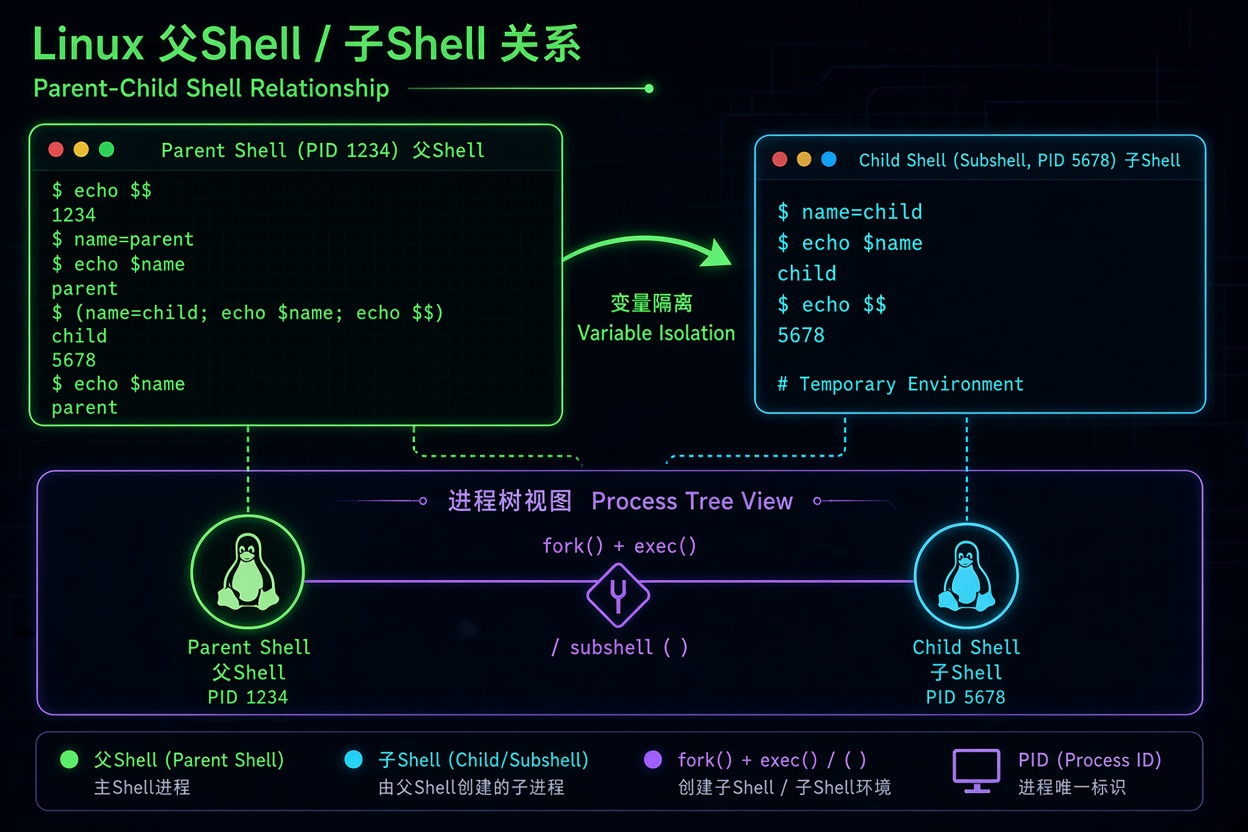 Linux 父Shell / 子Shell 关系
Parent-Child Shell Relationship
Parent Shell (PID 1234) 父Shell
$ echo $$
1234
$ name=parent
$ echo $name
parent
$ (name=child; echo $name; echo $$)
child
5678
$ echo $name
parent
变量隔离
Variable Isolation
Child Shell (Subshell, PID 5678) 子Shell
$ name=child
$ echo $name
child
$ echo $$
5678
# Temporary Environment
进程树视图 Process Tree View
fork() + exec()
/ subshell ( )
Parent Shell
父Shell
PID 1234
Child Shell
子Shell
PID 5678
父Shell (Parent Shell)
主Shell进程
子Shell (Child/Subshell)
由父Shell创建的子进程
fork() + exec() / ( )
创建子Shell / 子Shell环境
PID (Process ID)
进程唯一标识